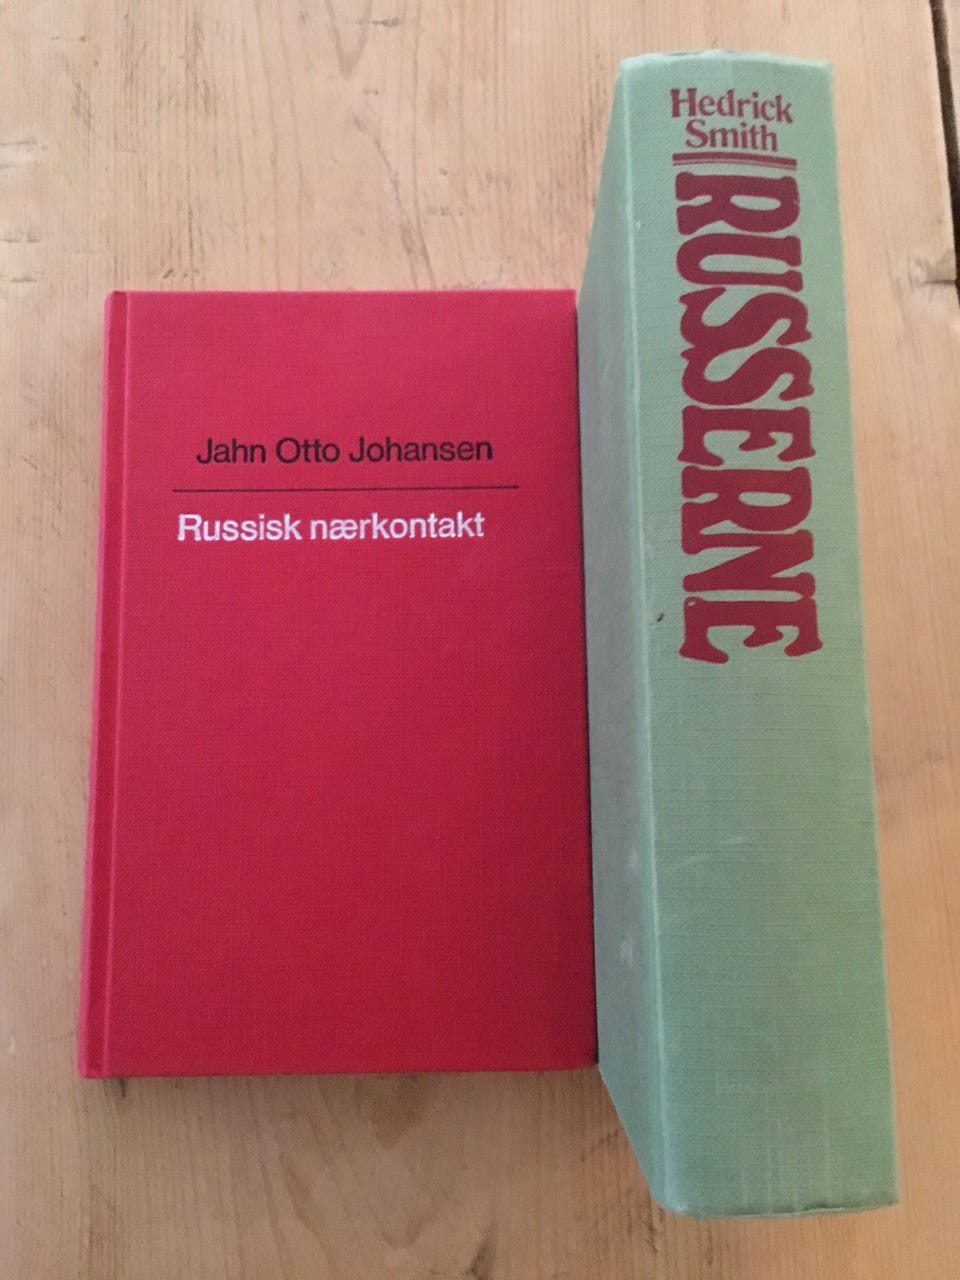 Jahn Otto Johansen
Russisk nærkontakt
Hedrick
Smith
RUSSERNE